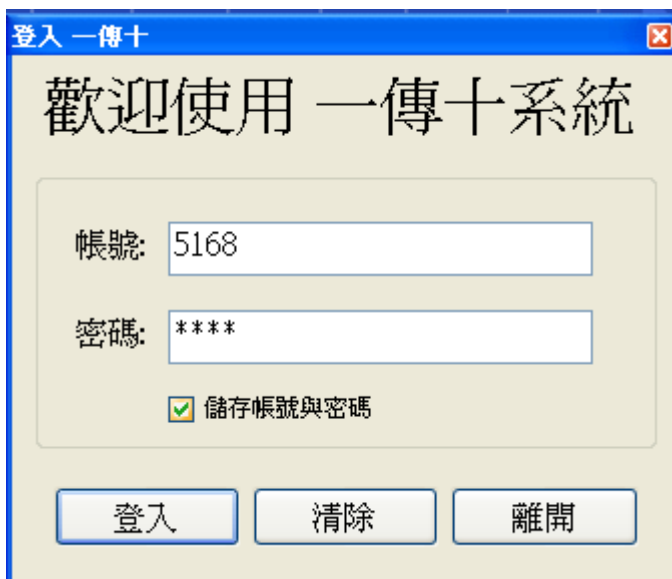 登入 一傳十
歡迎使用 一傳十系統
帳號: 5168
密碼: ****
儲存帳號與密碼
登入 清除 離開